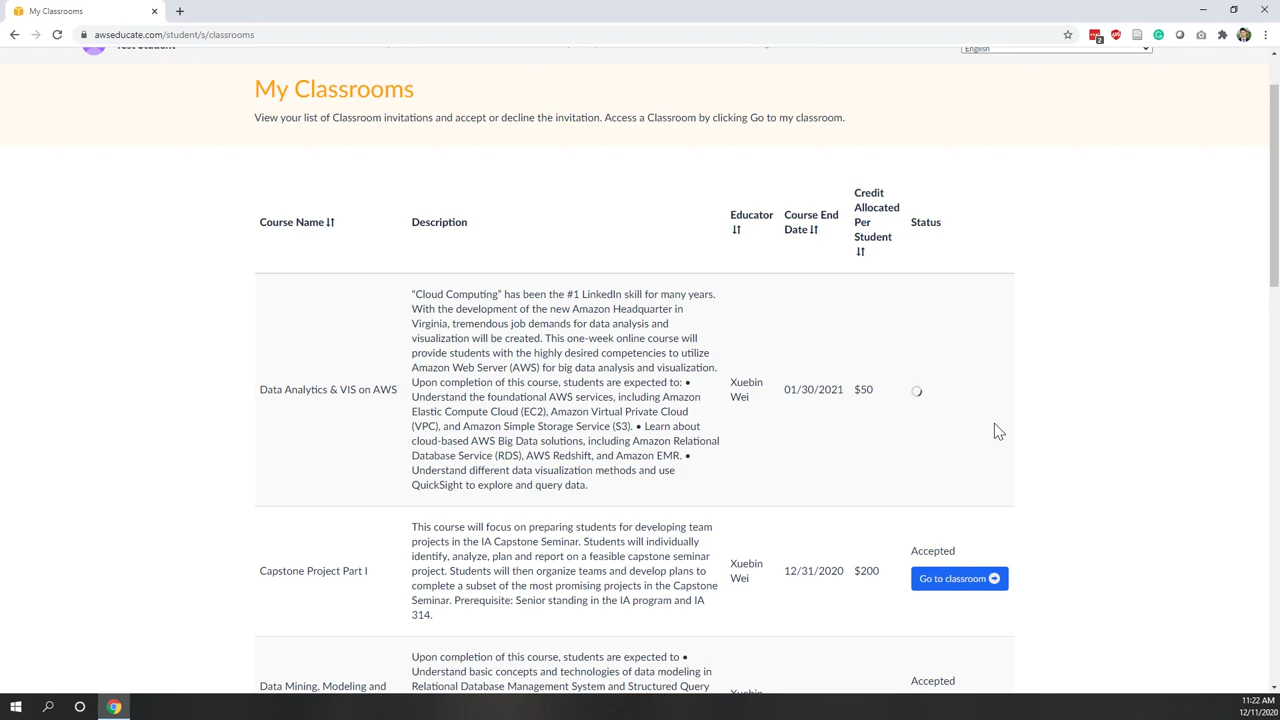 My Classrooms
awseducate.com/student/s/classrooms
2
Test Student
English
My Classrooms
View your list of Classroom invitations and accept or decline the invitation. Access a Classroom by clicking Go to my classroom.
Course Name
Description
Educator
Course End
Date
Credit
Allocated
Per
Student
Status
Data Analytics & VIS on AWS
“Cloud Computing” has been the #1 LinkedIn skill for many years.
With the development of the new Amazon Headquarter in
Virginia, tremendous job demands for data analysis and
visualization will be created. This one-week online course will
provide students with the highly desired competencies to utilize
Amazon Web Server (AWS) for big data analysis and visualization.
Upon completion of this course, students are expected to: •
Understand the foundational AWS services, including Amazon
Elastic Compute Cloud (EC2), Amazon Virtual Private Cloud
(VPC), and Amazon Simple Storage Service (S3). • Learn about
cloud-based AWS Big Data solutions, including Amazon Relational
Database Service (RDS), AWS Redshift, and Amazon EMR. •
Understand different data visualization methods and use
QuickSight to explore and query data.
Xuebin
Wei
01/30/2021
$50
Capstone Project Part I
This course will focus on preparing students for developing team
projects in the IA Capstone Seminar. Students will individually
identify, analyze, plan and report on a feasible capstone seminar
project. Students will then organize teams and develop plans to
complete a subset of the most promising projects in the Capstone
Seminar. Prerequisite: Senior standing in the IA program and IA
314.
Xuebin
Wei
12/31/2020
$200
Accepted
Go to classroom
Data Mining, Modeling and
Upon completion of this course, students are expected to •
Understand basic concepts and technologies of data modeling in
Relational Database Management System and Structured Query
Xuebin
Accepted
11:22 AM
12/11/2020